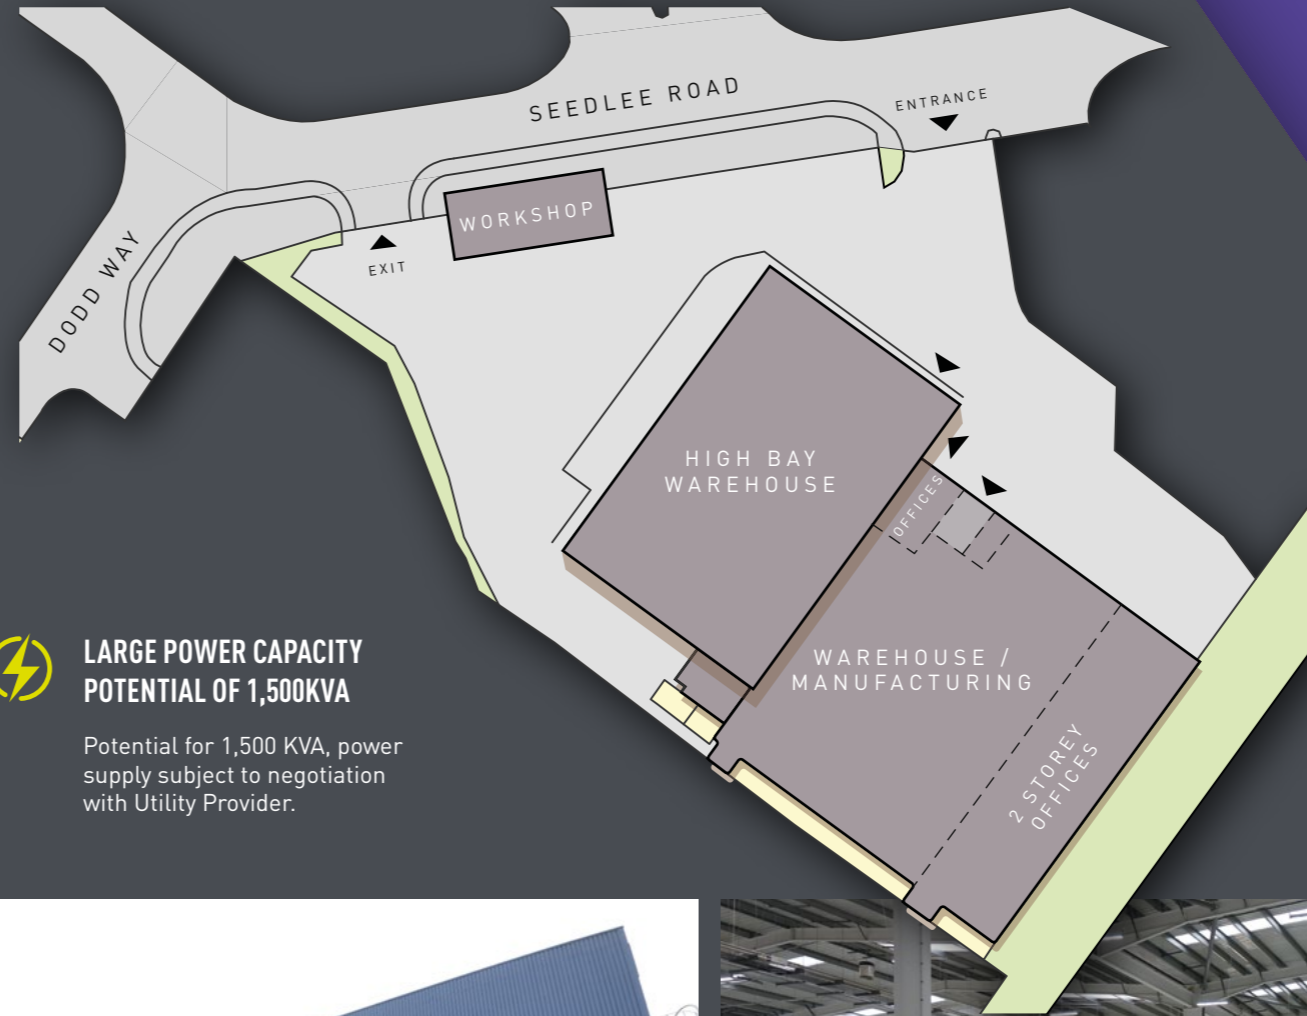 SEEDLEE ROAD
ENTRANCE
WORKSHOP
EXIT
DODD WAY
HIGH BAY
WAREHOUSE
OFFICES
WAREHOUSE /
MANUFACTURING
2 STOREY
OFFICES
LARGE POWER CAPACITY
POTENTIAL OF 1,500KVA
Potential for 1,500 KVA, power
supply subject to negotiation
with Utility Provider.